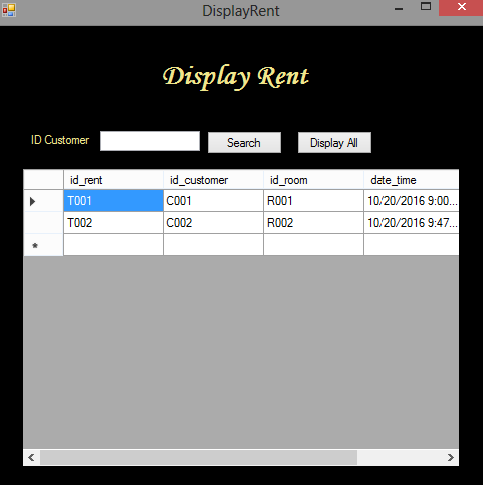 DisplayRent
Display Rent
ID Customer Search Display All
id_rent id_customer id_room date_time
T001 C001 R001 10/20/2016 9:00...
T002 C002 R002 10/20/2016 9:47...